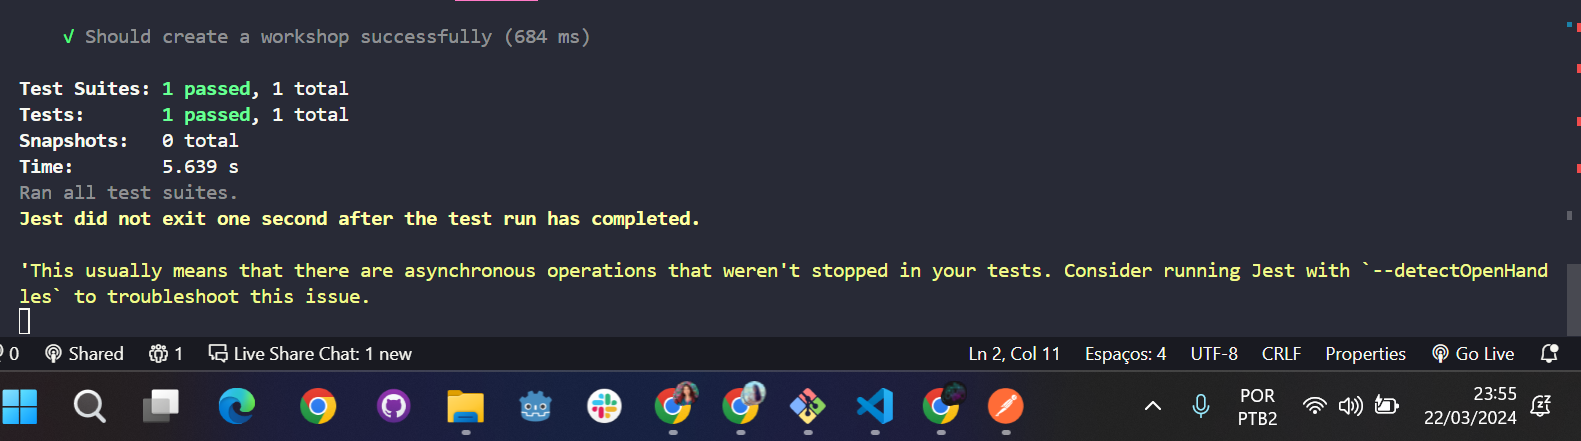 √ Should create a workshop successfully (684 ms)
Test Suites: 1 passed, 1 total
Tests:       1 passed, 1 total
Snapshots:   0 total
Time:        5.639 s
Ran all test suites.
Jest did not exit one second after the test run has completed.
'This usually means that there are asynchronous operations that weren't stopped in your tests. Consider running Jest with `--detectOpenHand
les` to troubleshoot this issue.
0 Shared 1 Live Share Chat: 1 new Ln 2, Col 11 Espaços: 4 UTF-8 CRLF Properties Go Live
POR 23:55
PTB2 22/03/2024